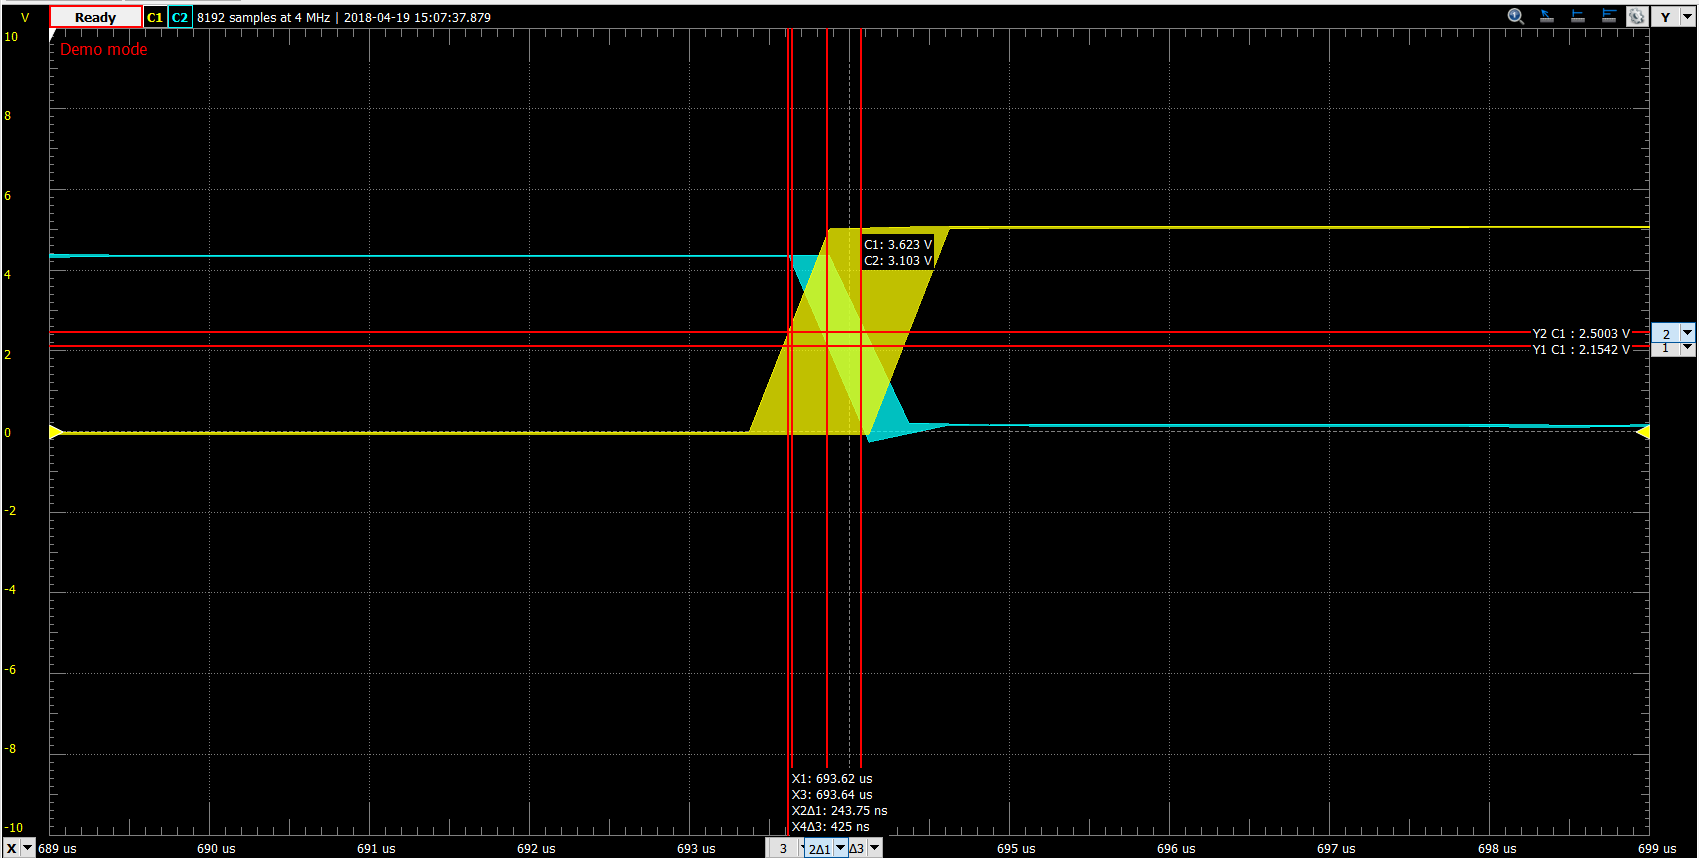 V Ready C1 C2 8192 samples at 4 MHz | 2018-04-19 15:07:37.879 Y
10
Demo mode
8
6
C1: 3.623 V
C2: 3.103 V
4
Y2 C1 : 2.5003 V 2
2 Y1 C1 : 2.1542 V 1
0
-2
-4
-6
-8
X1: 693.62 us
X3: 693.64 us
X2Δ1: 243.75 ns
X4Δ3: 425 ns
-10
X 689 us 690 us 691 us 692 us 693 us 3 2Δ1 Δ3 695 us 696 us 697 us 698 us 699 us